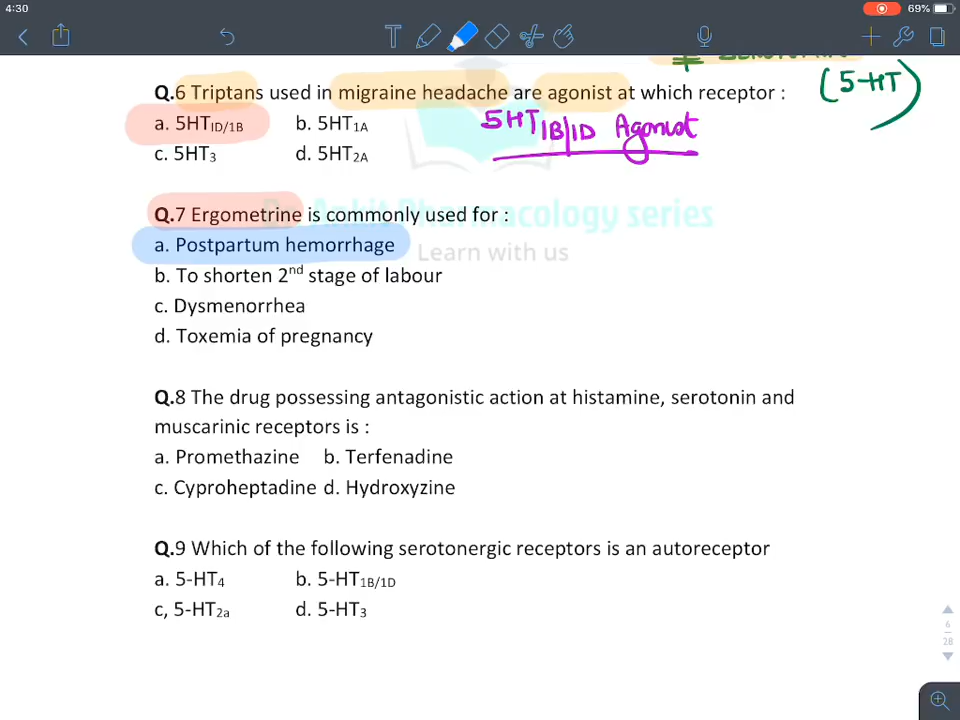 4:30
69%
(5-HT)
Q.6 Triptans used in migraine headache are agonist at which receptor :
a. 5HT1D/1B b. 5HT1A
5HT1B/1D Agonist
c. 5HT3 d. 5HT2A
Q.7 Ergometrine is commonly used for :
Pharmacology series
a. Postpartum hemorrhage
Learn with us
b. To shorten 2nd stage of labour
c. Dysmenorrhea
d. Toxemia of pregnancy
Q.8 The drug possessing antagonistic action at histamine, serotonin and
muscarinic receptors is :
a. Promethazine b. Terfenadine
c. Cyproheptadine d. Hydroxyzine
Q.9 Which of the following serotonergic receptors is an autoreceptor
a. 5-HT4 b. 5-HT1B/1D
c, 5-HT2a d. 5-HT3
6
28